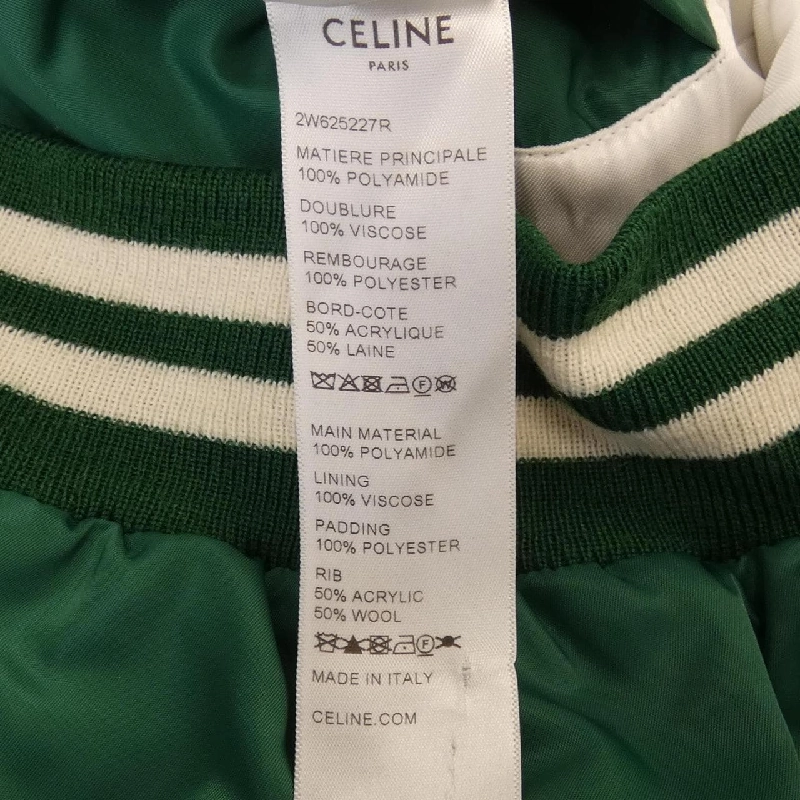 CELINE
PARIS
2W625227R
MATIERE PRINCIPALE
100% POLYAMIDE
DOUBLURE
100% VISCOSE
REMBOURAGE
100% POLYESTER
BORD-COTE
50% ACRYLIQUE
50% LAINE
MAIN MATERIAL
100% POLYAMIDE
LINING
100% VISCOSE
PADDING
100% POLYESTER
RIB
50% ACRYLIC
50% WOOL
MADE IN ITALY
CELINE.COM